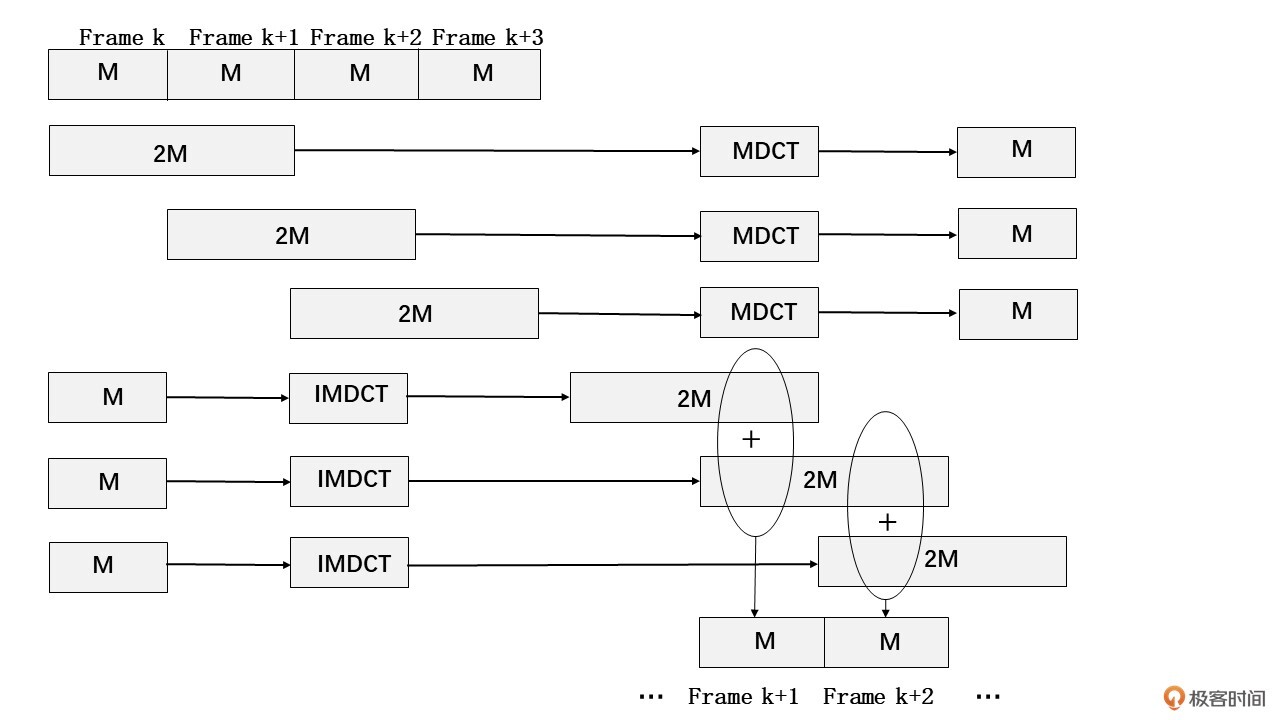 Frame k Frame k+1 Frame k+2 Frame k+3
M M M M
2M MDCT M
2M MDCT M
2M MDCT M
M IMDCT 2M
+
M IMDCT 2M
+
M IMDCT 2M
M M
… Frame k+1 Frame k+2 …
极客时间